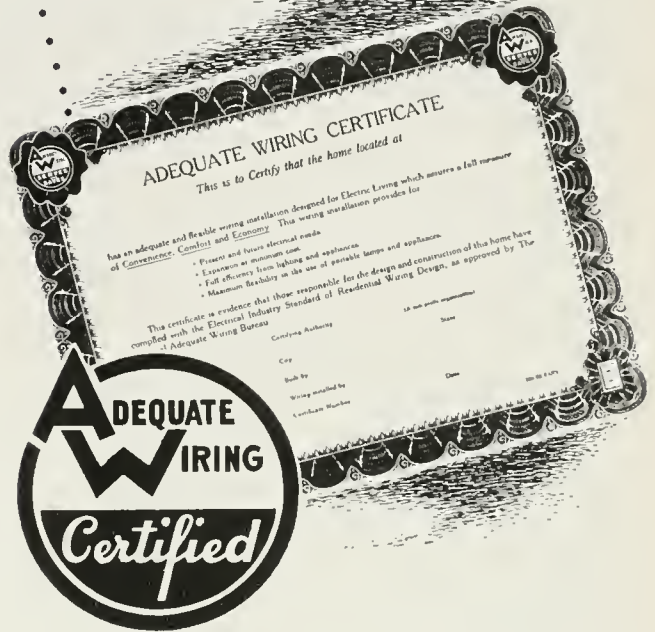 ADEQUATE WIRING CERTIFICATE
This is to Certify that the home located at
has an adequate and flexible wiring installation designed for Electric Living which assures a full measure
of Convenience, Comfort and Economy. This wiring installation provides for
• Present and future electrical needs
• Expansion at minimum cost
• Full efficiency from lighting and appliances
• Maximum flexibility in the use of portable lamps and appliances.
This certificate is evidence that those responsible for the design and construction of this home have
complied with the Electrical Industry Standard of Residential Wiring Design, as approved by The
Adequate Wiring Bureau
Certifying Authority
(A non profit organization)
City
State
Built by
Wiring installed by
Date
Certificate Number
ADEQUATE
WIRING
Certified